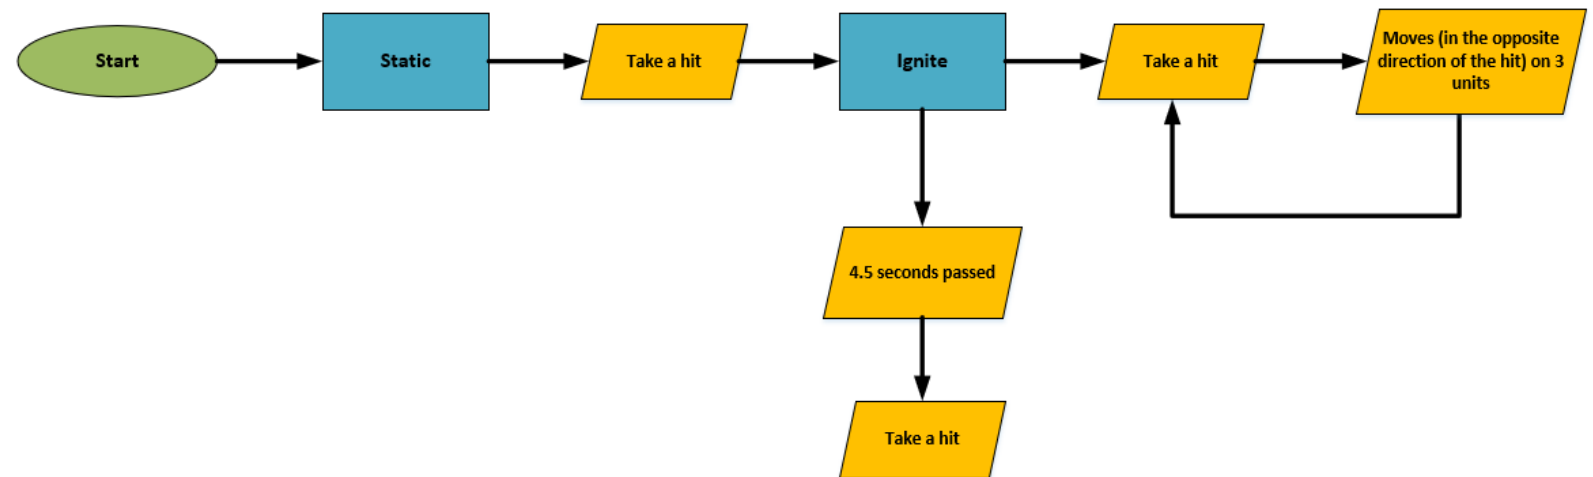 Start
Static
Take a hit
Ignite
Take a hit
Moves (in the opposite
direction of the hit) on 3
units
4.5 seconds passed
Take a hit